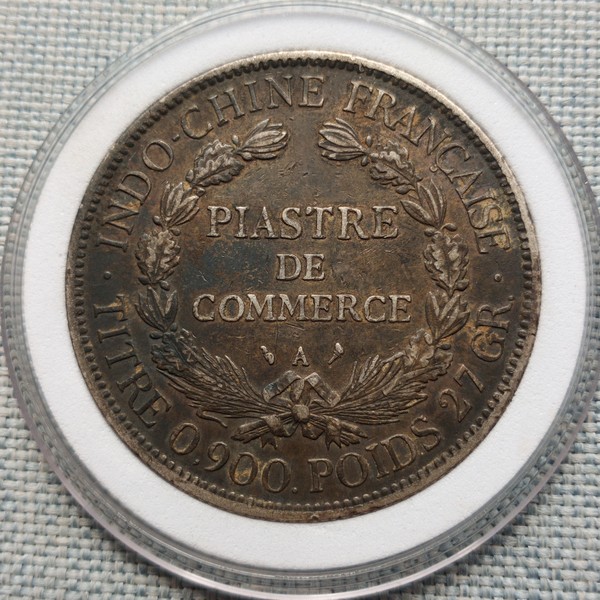 INDO-CHINE FRANÇAISE
PIASTRE
DE
COMMERCE
A
· TITRE 0,900. POIDS 27 GR. ·